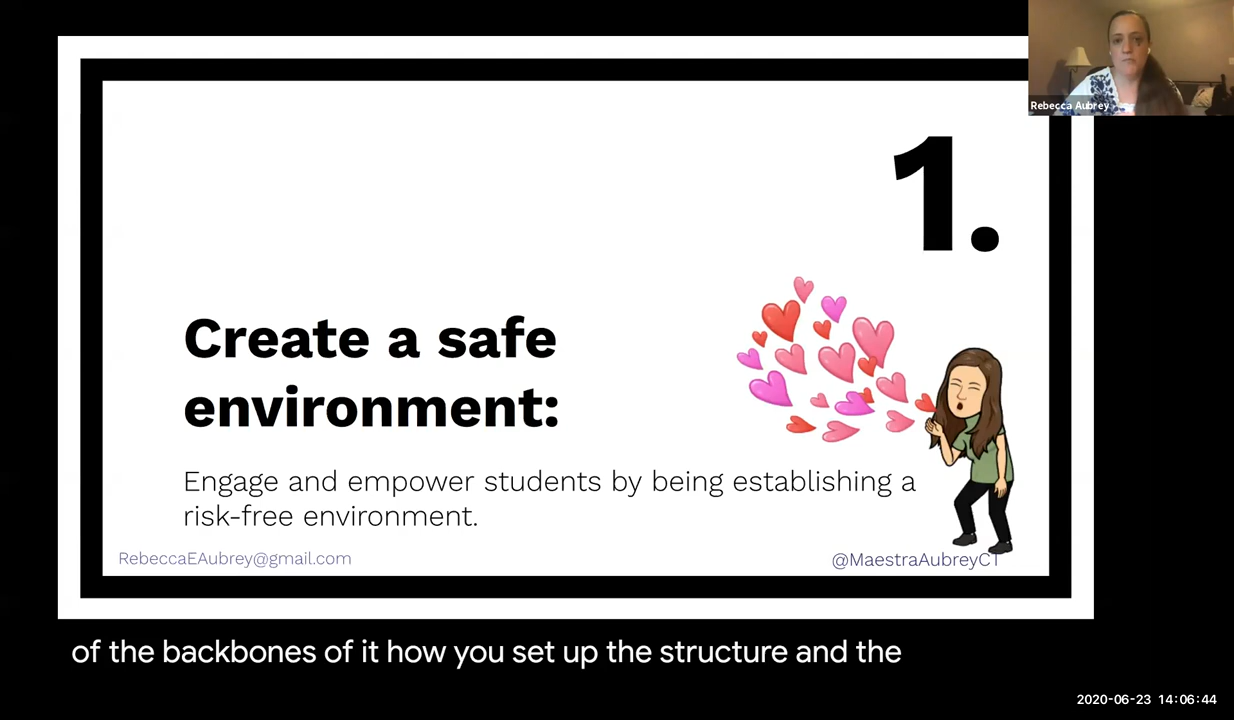 Rebecca Aubrey
1.
Create a safe
environment:
Engage and empower students by being establishing a
risk-free environment.
RebeccaEAubrey@gmail.com
@MaestraAubreyCT
of the backbones of it how you set up the structure and the
2020-06-23 14:06:44